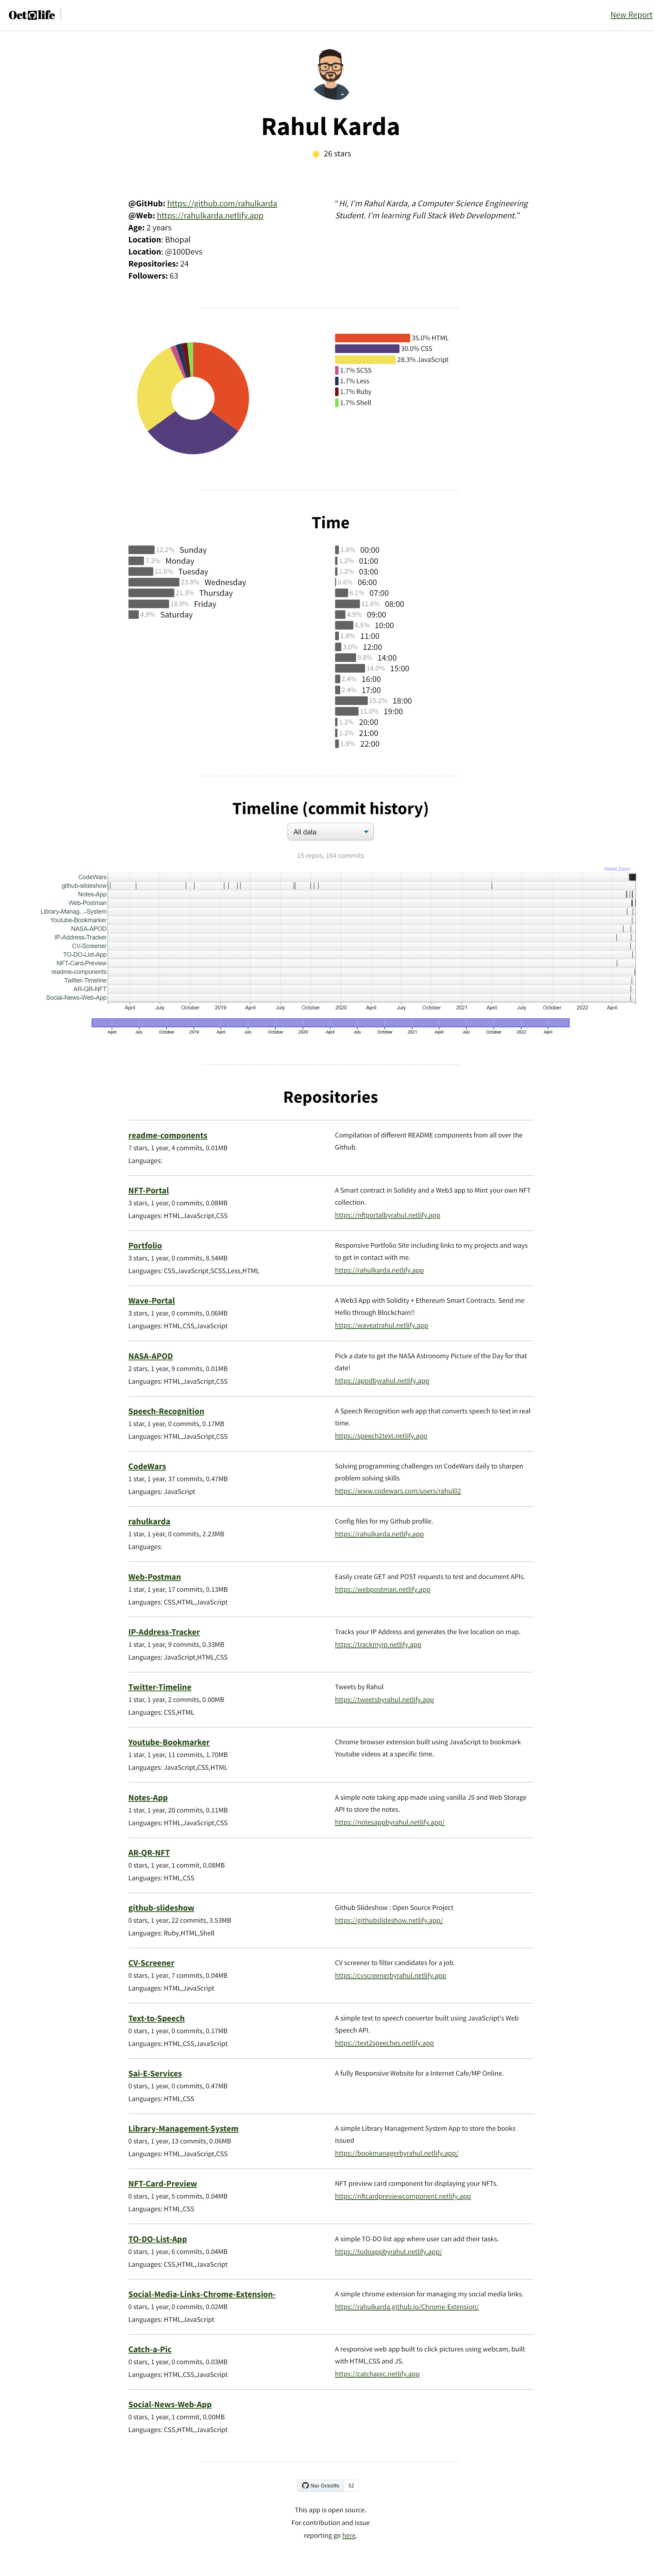 Octolife
New Report
Rahul Karda
26 stars
@GitHub: https://github.com/rahulkarda
@Web: https://rahulkarda.netlify.app
Age: 2 years
Location: Bhopal
Location: @100Devs
Repositories: 24
Followers: 63
"Hi, I'm Rahul Karda, a Computer Science Engineering
Student. I'm learning Full Stack Web Development."
35.0% HTML
30.0% CSS
28.3% JavaScript
1.7% SCSS
1.7% Less
1.7% Ruby
1.7% Shell
Time
12.2% Sunday
7.3% Monday
11.6% Tuesday
23.8% Wednesday
21.3% Thursday
18.9% Friday
4.9% Saturday
1.8% 00:00
1.2% 01:00
1.2% 03:00
0.6% 06:00
6.1% 07:00
11.6% 08:00
4.9% 09:00
8.5% 10:00
1.8% 11:00
3.0% 12:00
9.8% 14:00
14.0% 15:00
2.4% 16:00
2.4% 17:00
15.2% 18:00
11.0% 19:00
1.2% 20:00
1.2% 21:00
1.8% 22:00
Timeline (commit history)
All data
15 repos, 164 commits
Reset Zoom
CodeWars
github-slideshow
Notes-App
Web-Postman
Library-Manag...-System
Youtube-Bookmarker
NASA-APOD
IP-Address-Tracker
CV-Screener
TO-DO-List-App
NFT-Card-Preview
readme-components
Twitter-Timeline
AR-QR-NFT
Social-News-Web-App
April July October 2019 April July October 2020 April July October 2021 April July October 2022 April
April July October 2019 April July October 2020 April July October 2021 April July October 2022 April
Repositories
readme-components
7 stars, 1 year, 4 commits, 0.01MB
Languages:
Compilation of different README components from all over the
Github.
NFT-Portal
3 stars, 1 year, 0 commits, 0.08MB
Languages: HTML,JavaScript,CSS
A Smart contract in Solidity and a Web3 app to Mint your own NFT
collection.
https://nftportalbyrahul.netlify.app
Portfolio
3 stars, 1 year, 0 commits, 8.54MB
Languages: CSS,JavaScript,SCSS,Less,HTML
Responsive Portfolio Site including links to my projects and ways
to get in contact with me.
https://rahulkarda.netlify.app
Wave-Portal
3 stars, 1 year, 0 commits, 0.06MB
Languages: HTML,CSS,JavaScript
A Web3 App with Solidity + Ethereum Smart Contracts. Send me
Hello through Blockchain!!
https://waveatrahul.netlify.app
NASA-APOD
2 stars, 1 year, 9 commits, 0.01MB
Languages: HTML,JavaScript,CSS
Pick a date to get the NASA Astronomy Picture of the Day for that
date!
https://apodbyrahul.netlify.app
Speech-Recognition
1 star, 1 year, 0 commits, 0.17MB
Languages: HTML,JavaScript,CSS
A Speech Recognition web app that converts speech to text in real
time.
https://speech2text.netlify.app
CodeWars
1 star, 1 year, 37 commits, 0.47MB
Languages: JavaScript
Solving programming challenges on CodeWars daily to sharpen
problem solving skills
https://www.codewars.com/users/rahul02
rahulkarda
1 star, 1 year, 0 commits, 2.23MB
Languages:
Config files for my Github profile.
https://rahulkarda.netlify.app
Web-Postman
1 star, 1 year, 17 commits, 0.13MB
Languages: CSS,HTML,JavaScript
Easily create GET and POST requests to test and document APIs.
https://webpostman.netlify.app
IP-Address-Tracker
1 star, 1 year, 9 commits, 0.33MB
Languages: JavaScript,HTML,CSS
Tracks your IP Address and generates the live location on map.
https://trackmyip.netlify.app
Twitter-Timeline
1 star, 1 year, 2 commits, 0.00MB
Languages: CSS,HTML
Tweets by Rahul
https://tweetsbyrahul.netlify.app
Youtube-Bookmarker
1 star, 1 year, 11 commits, 1.70MB
Languages: JavaScript,CSS,HTML
Chrome browser extension built using JavaScript to bookmark
Youtube videos at a specific time.
Notes-App
1 star, 1 year, 20 commits, 0.11MB
Languages: HTML,JavaScript,CSS
A simple note taking app made using vanilla JS and Web Storage
API to store the notes.
https://notesappbyrahul.netlify.app/
AR-QR-NFT
0 stars, 1 year, 1 commit, 0.08MB
Languages: HTML,CSS
github-slideshow
0 stars, 1 year, 22 commits, 3.53MB
Languages: Ruby,HTML,Shell
Github Slideshow : Open Source Project
https://githubslideshow.netlify.app/
CV-Screener
0 stars, 1 year, 7 commits, 0.04MB
Languages: HTML,JavaScript
CV screener to filter candidates for a job.
https://cvscreenerbyrahul.netlify.app
Text-to-Speech
0 stars, 1 year, 0 commits, 0.17MB
Languages: HTML,CSS,JavaScript
A simple text to speech converter built using JavaScript's Web
Speech API.
https://text2speeches.netlify.app
Sai-E-Services
0 stars, 1 year, 0 commits, 0.47MB
Languages: HTML,CSS
A fully Responsive Website for a Internet Cafe/MP Online.
Library-Management-System
0 stars, 1 year, 13 commits, 0.06MB
Languages: HTML,JavaScript,CSS
A simple Library Management System App to store the books
issued
https://bookmanagerbyrahul.netlify.app/
NFT-Card-Preview
0 stars, 1 year, 5 commits, 0.04MB
Languages: HTML,CSS
NFT preview card component for displaying your NFTs.
https://nftcardpreviewcomponent.netlify.app
TO-DO-List-App
0 stars, 1 year, 6 commits, 0.04MB
Languages: CSS,HTML,JavaScript
A simple TO-DO list app where user can add their tasks.
https://todoappbyrahul.netlify.app/
Social-Media-Links-Chrome-Extension-
0 stars, 1 year, 0 commits, 0.02MB
Languages: HTML,JavaScript
A simple chrome extension for managing my social media links.
https://rahulkarda.github.io/Chrome-Extension/
Catch-a-Pic
0 stars, 1 year, 0 commits, 0.03MB
Languages: HTML,CSS,JavaScript
A responsive web app built to click pictures using webcam, built
with HTML,CSS and JS.
https://catchapic.netlify.app
Social-News-Web-App
0 stars, 1 year, 1 commit, 0.00MB
Languages: CSS,HTML,JavaScript
Star Octolife 52
This app is open source.
For contribution and issue
reporting go here.